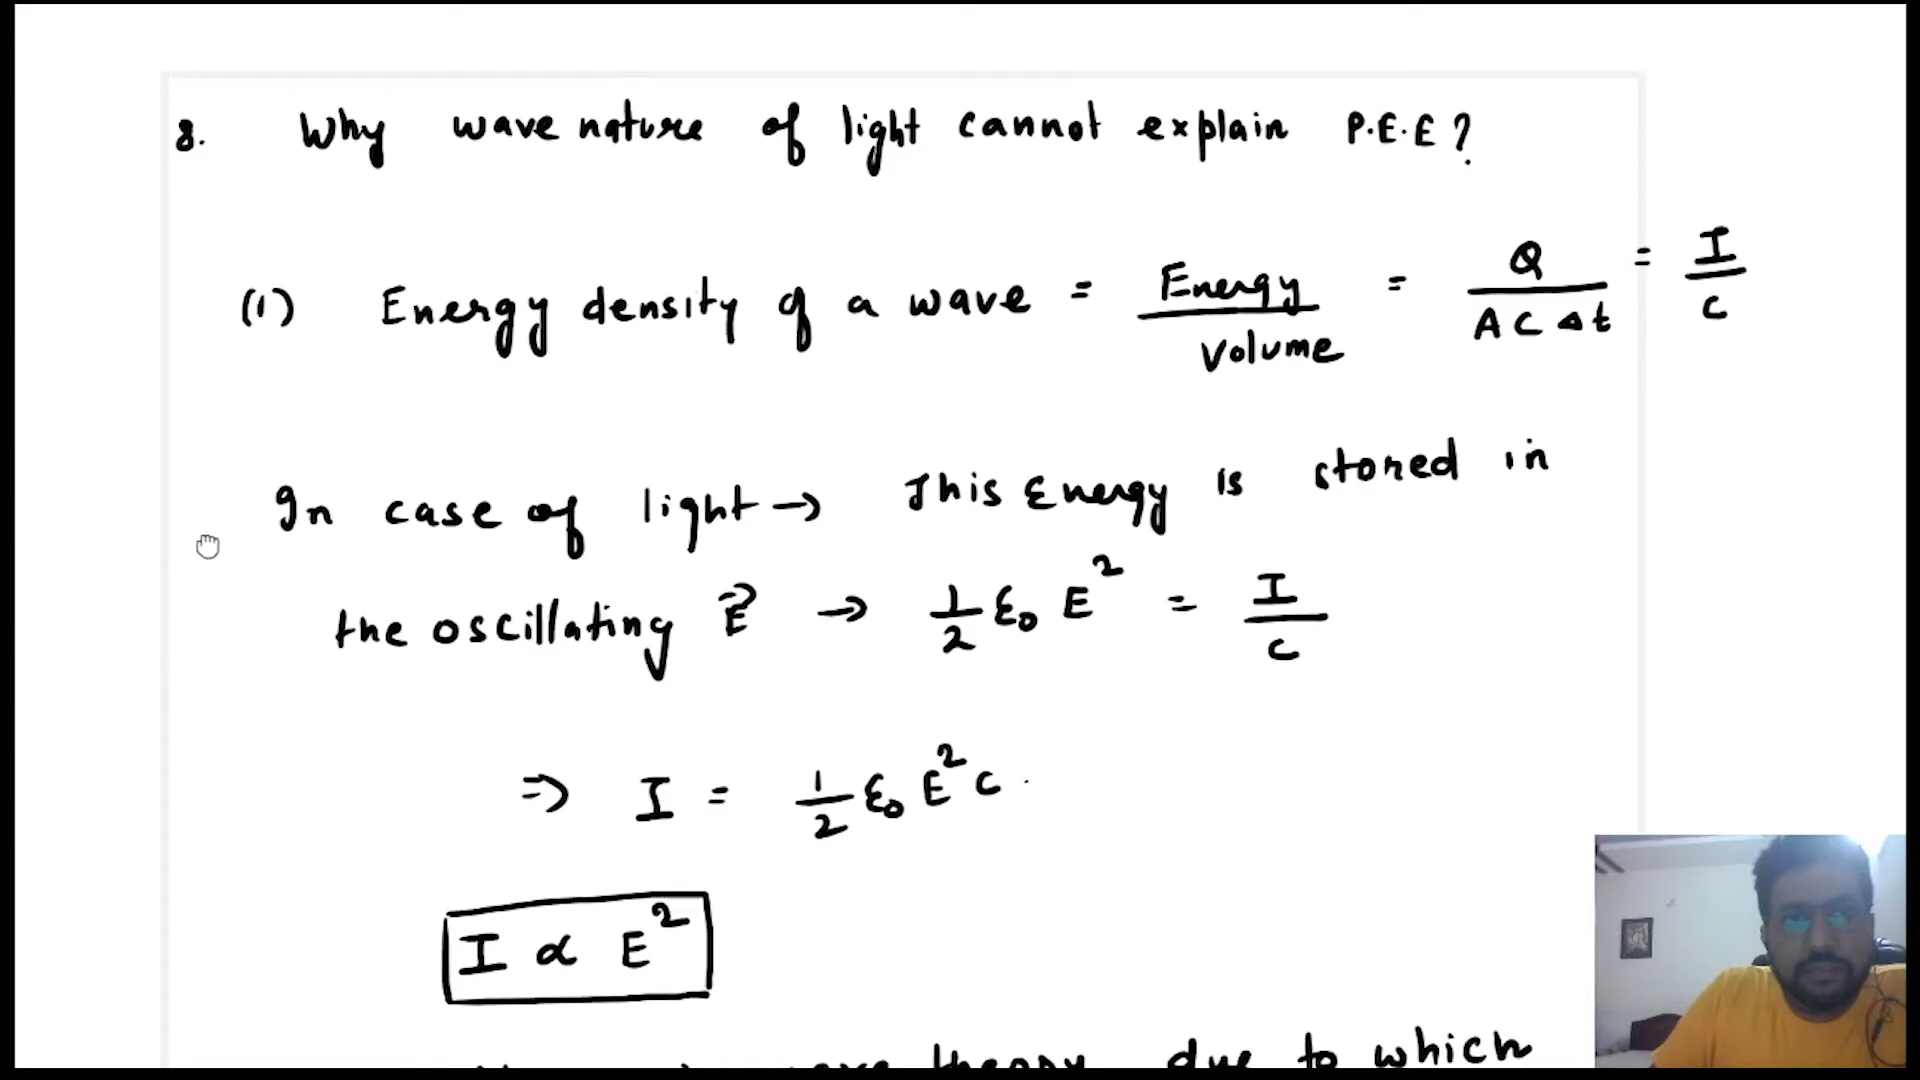 8. Why wave nature of light cannot explain P.E.E?
(1) Energy density of a wave = Energy / Volume = Q / A C Δt = I / C
In case of light → This Energy is stored in
the oscillating E⃗ → 1/2 ε₀ E² = I / C
⇒ I = 1/2 ε₀ E² C
I ∝ E²
theory due to which